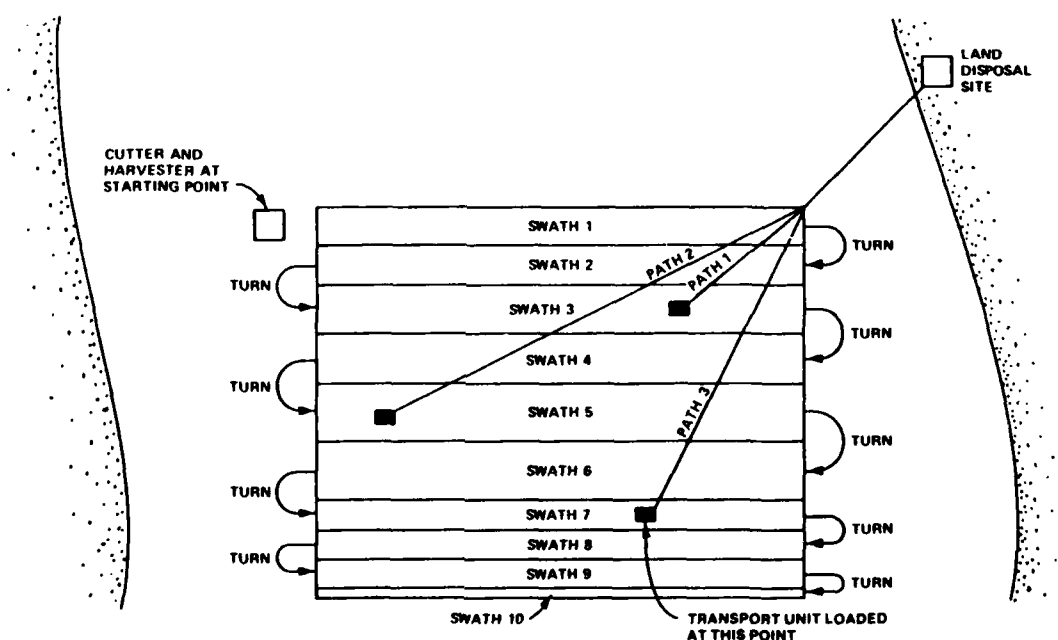 LAND
DISPOSAL
SITE
CUTTER AND
HARVESTER AT
STARTING POINT
SWATH 1
TURN
SWATH 2
PATH 2
PATH 1
TURN
SWATH 3
TURN
SWATH 4
TURN
SWATH 5
PATH 3
TURN
SWATH 6
TURN
SWATH 7
TURN
SWATH 8
TURN
SWATH 9
TURN
SWATH 10
TRANSPORT UNIT LOADED
AT THIS POINT